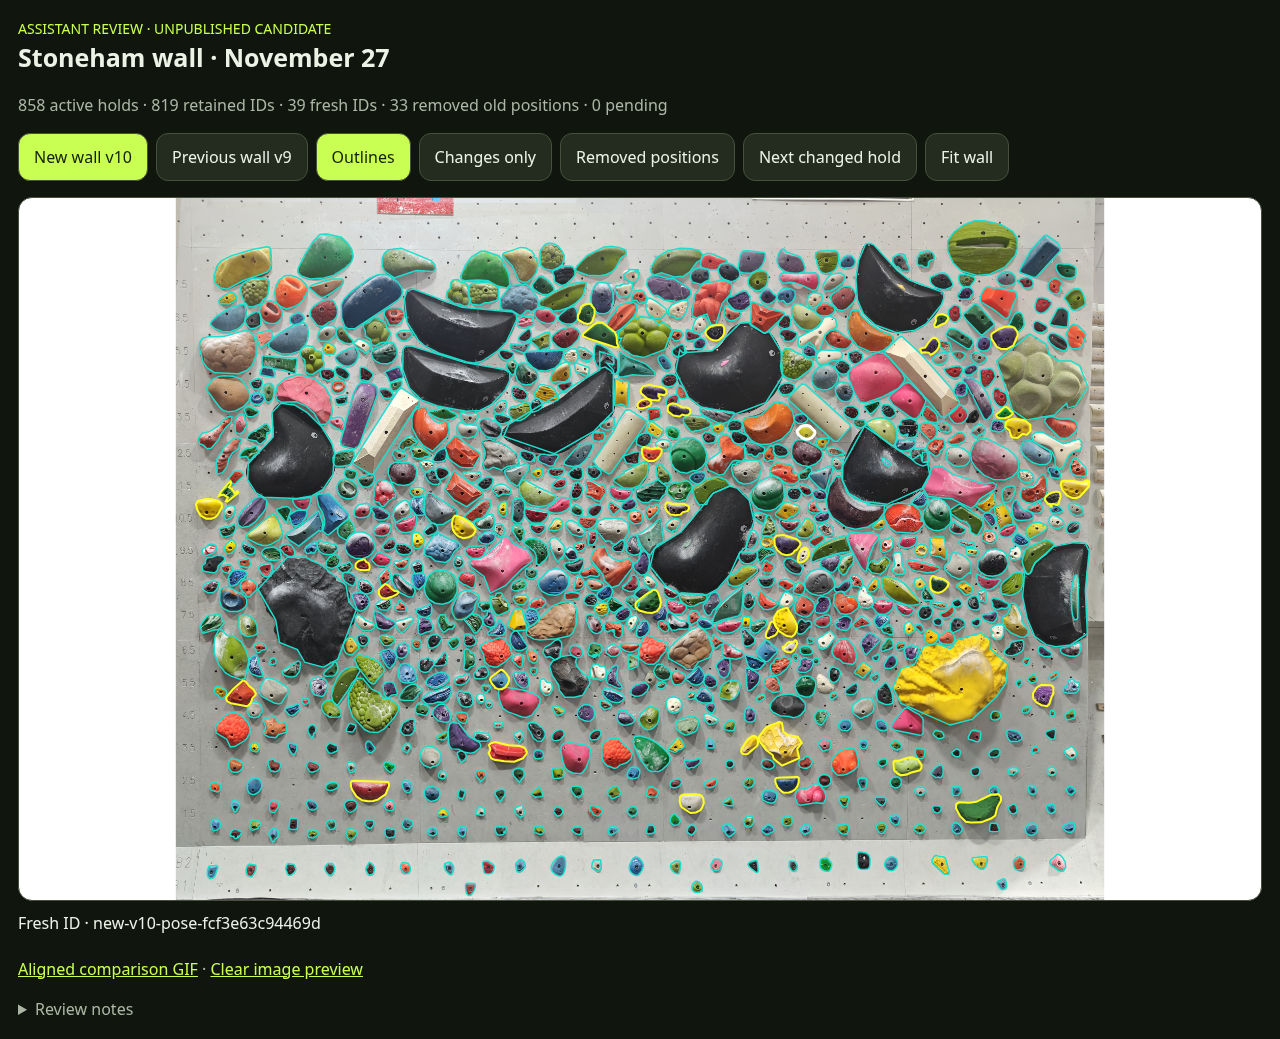 ASSISTANT REVIEW · UNPUBLISHED CANDIDATE
Stoneham wall · November 27
858 active holds · 819 retained IDs · 39 fresh IDs · 33 removed old positions · 0 pending
New wall v10
Previous wall v9
Outlines
Changes only
Removed positions
Next changed hold
Fit wall
Fresh ID · new-v10-pose-fcf3e63c94469d
Aligned comparison GIF · Clear image preview
Review notes